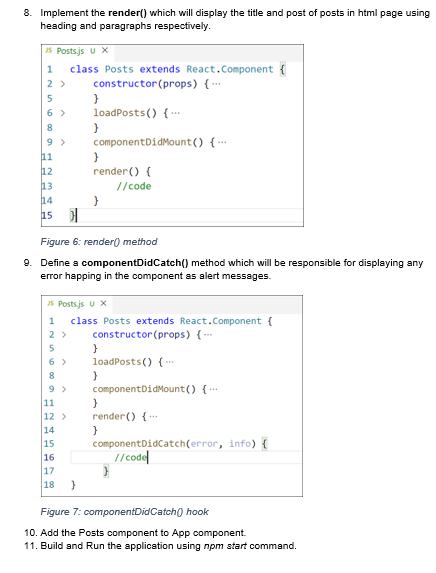 8. Implement the render() which will display the title and post of posts in html page using
heading and paragraphs respectively.
JS Posts.js U X
1 class Posts extends React.Component {
2 > constructor(props) { ···
5 }
6 > loadPosts() { ···
8 }
9 > componentDidMount() { ···
11 }
12 render() {
13 //code
14 }
15 }
Figure 6: render() method
9. Define a componentDidCatch() method which will be responsible for displaying any
error happing in the component as alert messages.
JS Posts.js U X
1 class Posts extends React.Component {
2 > constructor(props) { ···
5 }
6 > loadPosts() { ···
8 }
9 > componentDidMount() { ···
11 }
12 > render() { ···
14 }
15 componentDidCatch(error, info) {
16 //code
17 }
18 }
Figure 7: componentDidCatch() hook
10. Add the Posts component to App component.
11. Build and Run the application using npm start command.